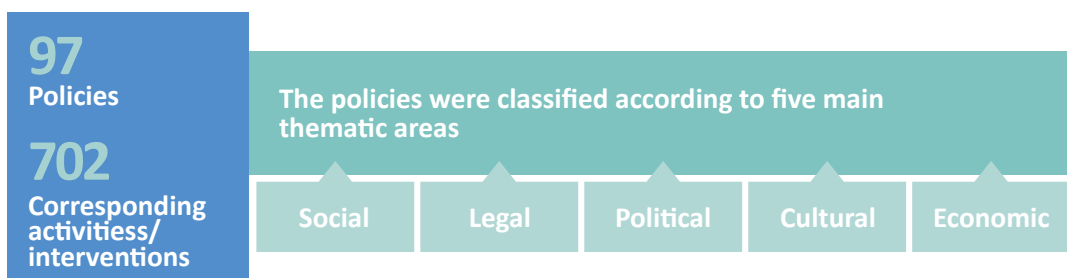 97
Policies
702
Corresponding
activitiess/
interventions
The policies were classified according to five main
thematic areas
Social
Legal
Political
Cultural
Economic